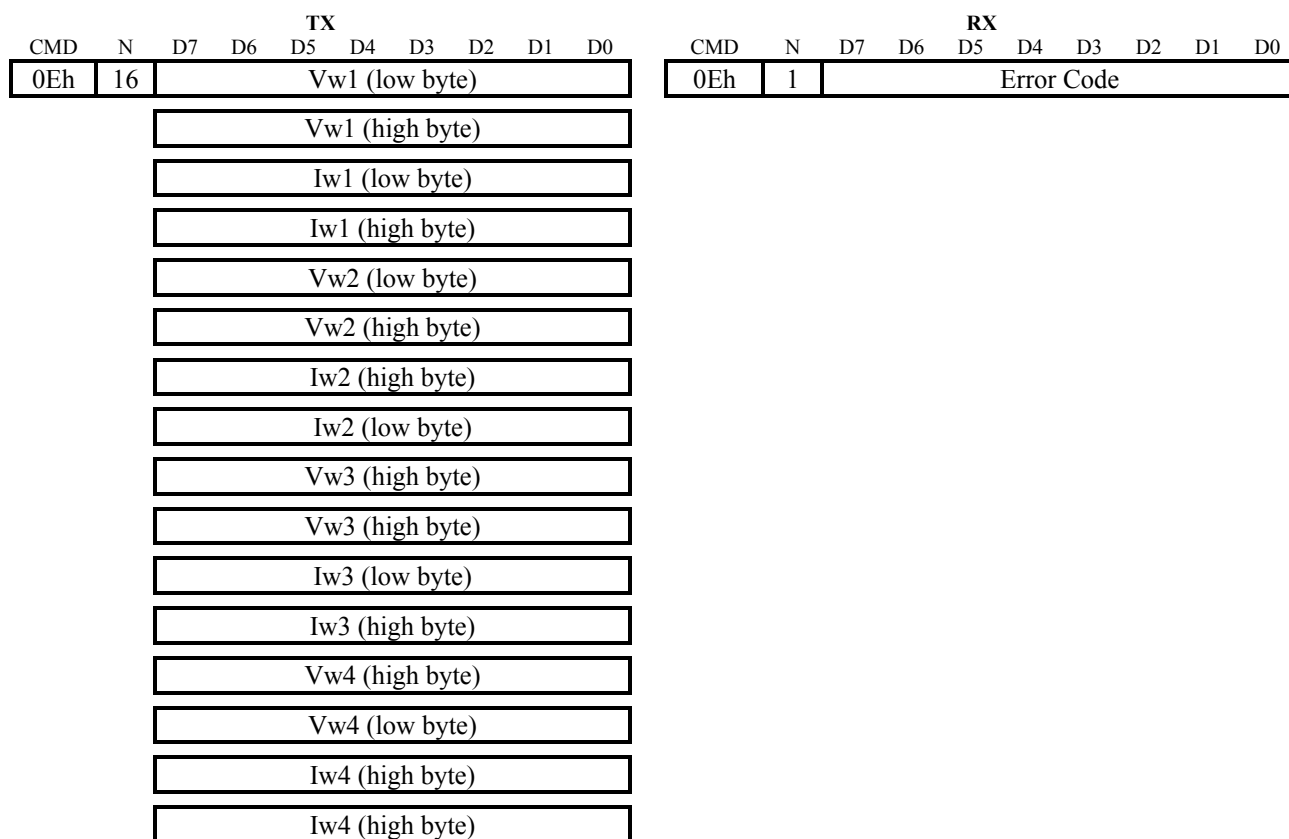 TX RX
CMD N D7 D6 D5 D4 D3 D2 D1 D0 CMD N D7 D6 D5 D4 D3 D2 D1 D0
0Eh 16 Vw1 (low byte) 0Eh 1 Error Code
Vw1 (high byte)
Iw1 (low byte)
Iw1 (high byte)
Vw2 (low byte)
Vw2 (high byte)
Iw2 (high byte)
Iw2 (low byte)
Vw3 (high byte)
Vw3 (high byte)
Iw3 (low byte)
Iw3 (high byte)
Vw4 (high byte)
Vw4 (low byte)
Iw4 (high byte)
Iw4 (high byte)